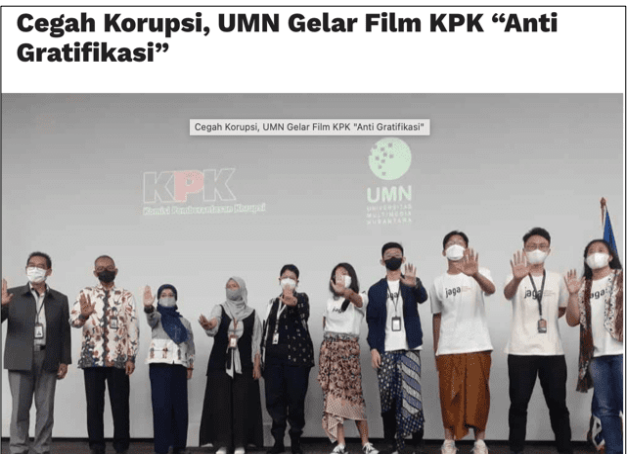 Cegah Korupsi, UMN Gelar Film KPK “Anti
Gratifikasi”
Cegah Korupsi, UMN Gelar Film KPK "Anti Gratifikasi"
KPK
Komisi Pemberantasan Korupsi
UMN
UNIVERSITAS
MULTIMEDIA
NUSANTARA
jaga
jaga
jaga
jaga